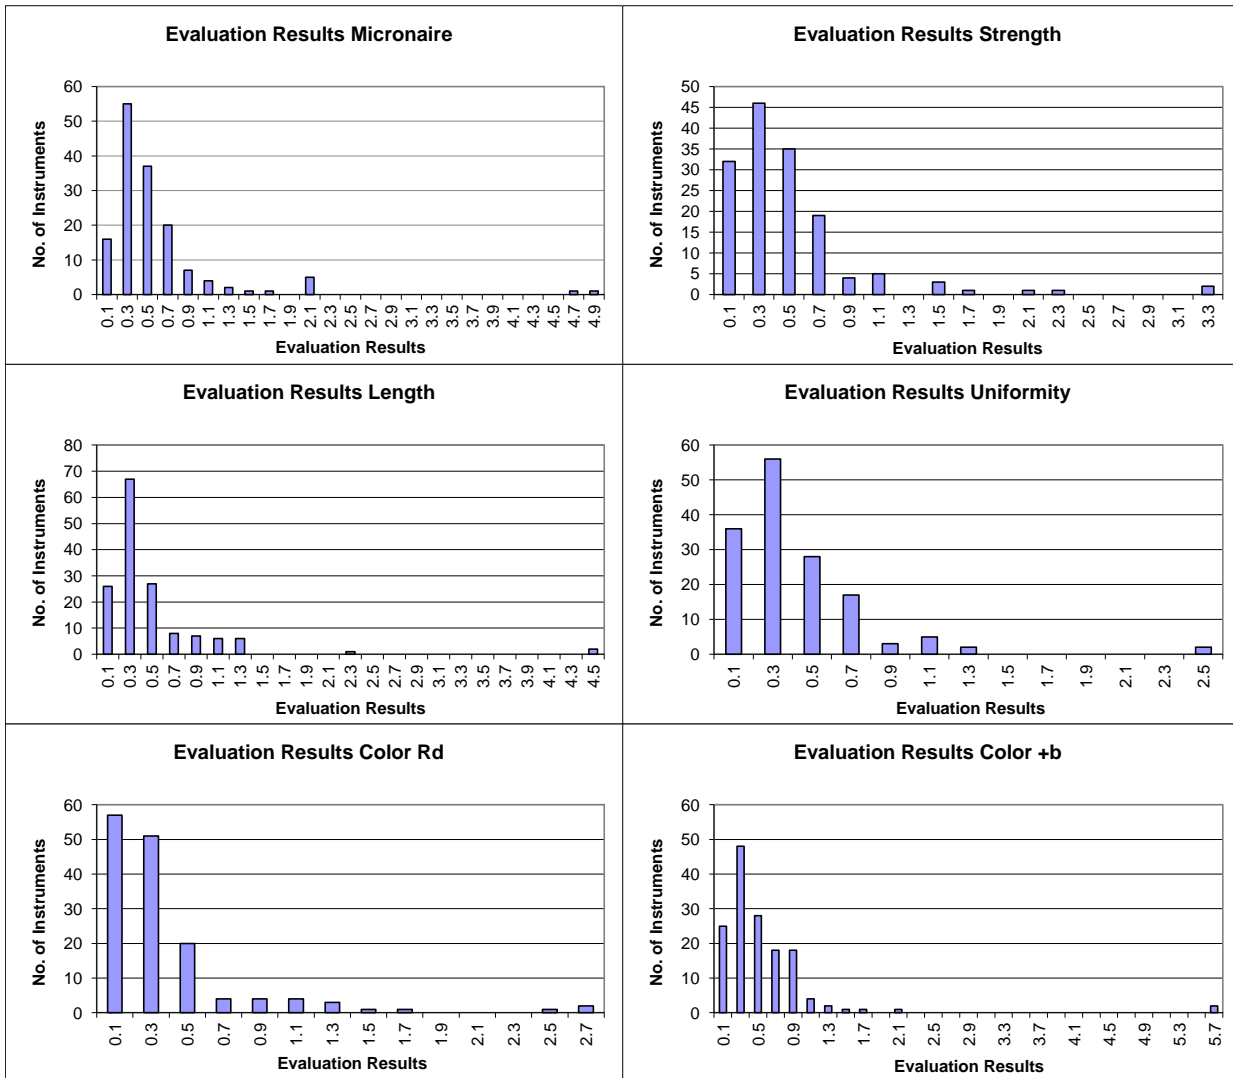 Evaluation Results Micronaire
60
50
40
30
20
10
0
No. of Instruments
0.1 0.3 0.5 0.7 0.9 1.1 1.3 1.5 1.7 1.9 2.1 2.3 2.5 2.7 2.9 3.1 3.3 3.5 3.7 3.9 4.1 4.3 4.5 4.7 4.9
Evaluation Results
Evaluation Results Strength
50
45
40
35
30
25
20
15
10
5
0
No. of Instruments
0.1 0.3 0.5 0.7 0.9 1.1 1.3 1.5 1.7 1.9 2.1 2.3 2.5 2.7 2.9 3.1 3.3
Evaluation Results
Evaluation Results Length
80
70
60
50
40
30
20
10
0
No. of Instruments
0.1 0.3 0.5 0.7 0.9 1.1 1.3 1.5 1.7 1.9 2.1 2.3 2.5 2.7 2.9 3.1 3.3 3.5 3.7 3.9 4.1 4.3 4.5
Evaluation Results
Evaluation Results Uniformity
60
50
40
30
20
10
0
No. of Instruments
0.1 0.3 0.5 0.7 0.9 1.1 1.3 1.5 1.7 1.9 2.1 2.3 2.5
Evaluation Results
Evaluation Results Color Rd
60
50
40
30
20
10
0
No. of Instruments
0.1 0.3 0.5 0.7 0.9 1.1 1.3 1.5 1.7 1.9 2.1 2.3 2.5 2.7
Evaluation Results
Evaluation Results Color +b
60
50
40
30
20
10
0
No. of Instruments
0.1 0.5 0.9 1.3 1.7 2.1 2.5 2.9 3.3 3.7 4.1 4.5 4.9 5.3 5.7
Evaluation Results